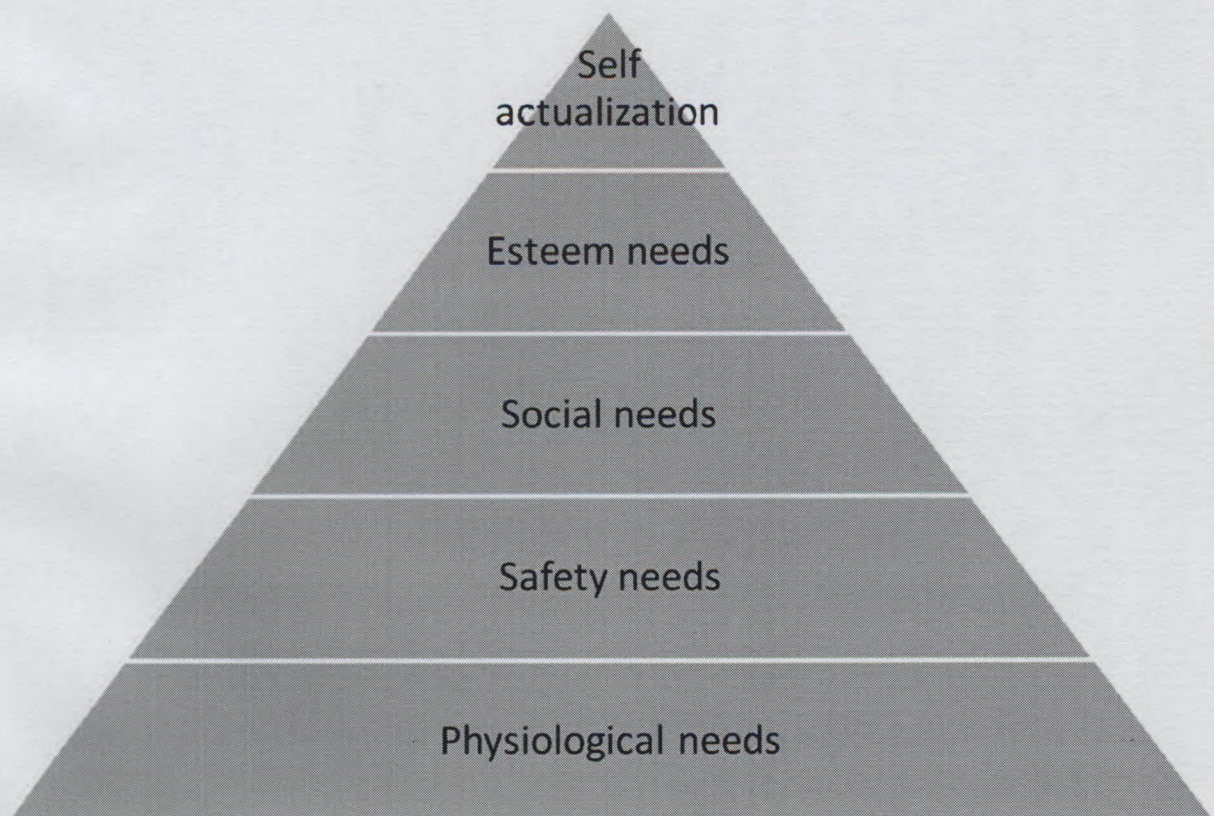 Self
actualization
Esteem needs
Social needs
Safety needs
Physiological needs